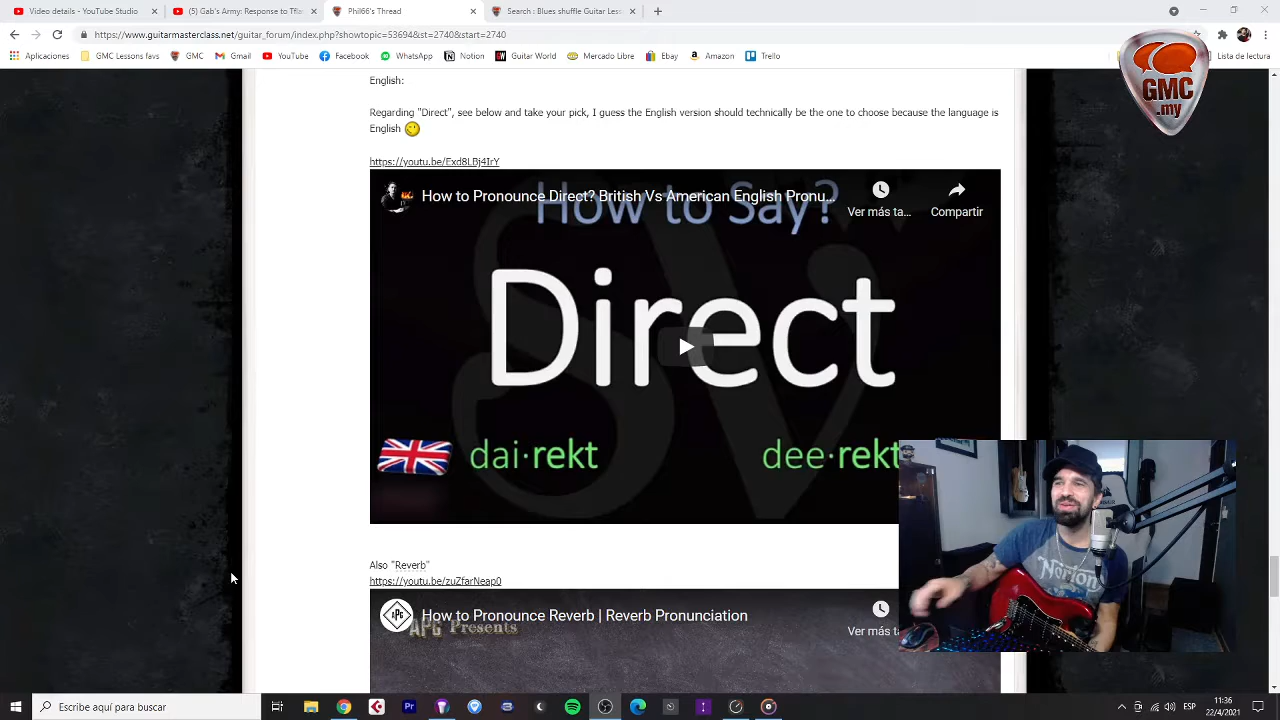 Video details - YouTube Studio
(5) Gab's Army: Response to Tflu
Phil66's Thread
Search : Blues shuffle Guitar Les
https://www.guitarmasterclass.net/guitar_forum/index.php?showtopic=53694&st=2740&start=2740
Aplicaciones
GMC Lessons favs
GMC
Gmail
YouTube
Facebook
WhatsApp
Notion
Guitar World
Mercado Libre
Ebay
Amazon
Trello
Lista de lectura
GMC
.my
English:
Regarding "Direct", see below and take your pick, I guess the English version should technically be the one to choose because the language is
English
https://youtu.be/Exd8LBj4IrY
How to Pronounce Direct? British Vs American English Pronu...
Ver más ta...
Compartir
How to Say?
Direct
dai·rekt
dee·rekt
Norton
Also "Reverb"
https://youtu.be/zuZfarNeap0
How to Pronounce Reverb | Reverb Pronunciation
APG Presents
Ver más ta
Escribe aquí para buscar
ESP
11:36
22/4/2021